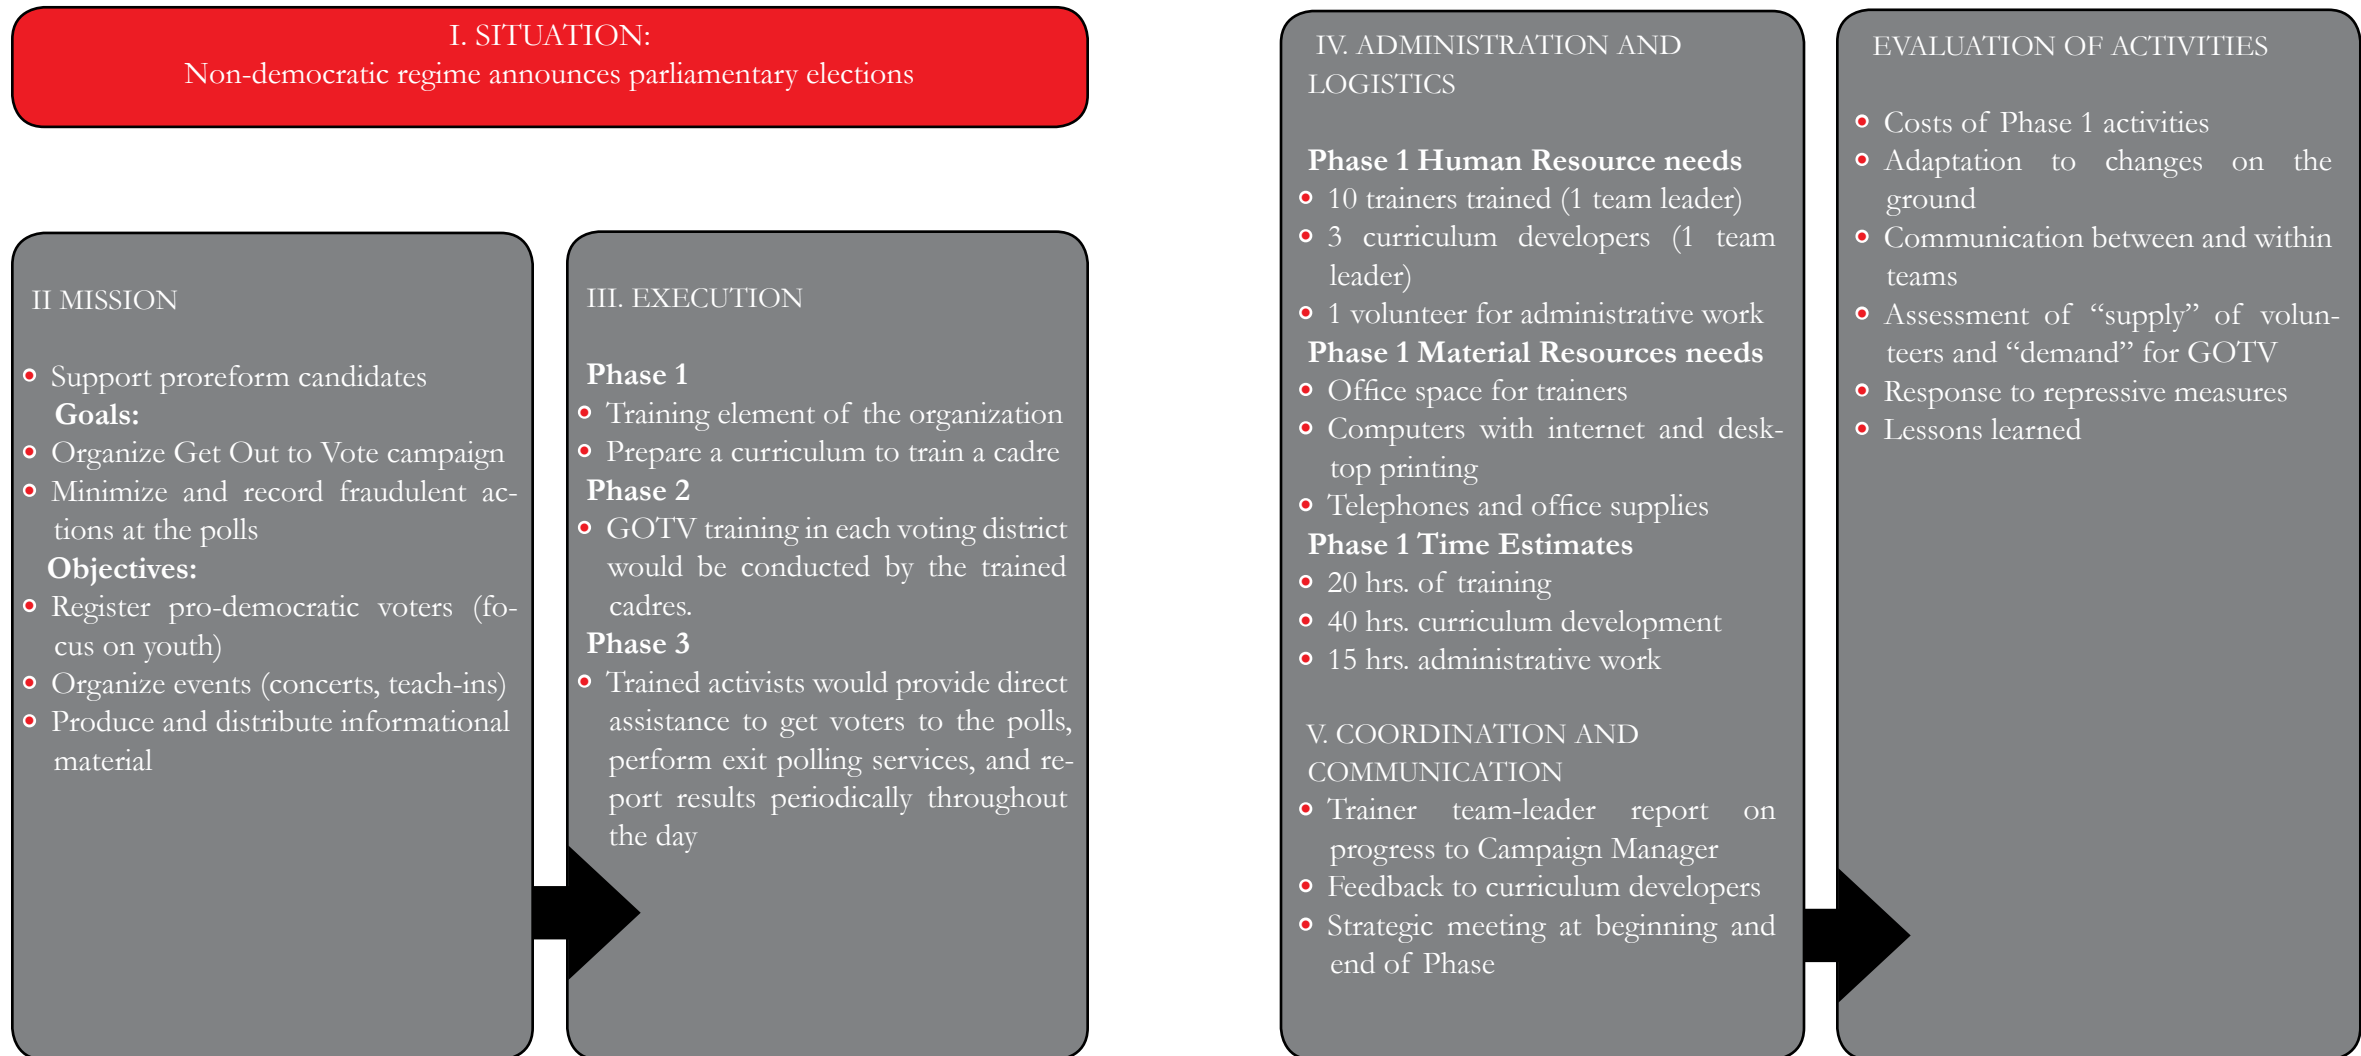 I. SITUATION:
Non-democratic regime announces parliamentary elections
II MISSION
Support proreform candidates
Goals:
Organize Get Out to Vote campaign
Minimize and record fraudulent ac-
tions at the polls
Objectives:
Register pro-democratic voters (fo-
cus on youth)
Organize events (concerts, teach-ins)
Produce and distribute informational
material
III. EXECUTION
Phase 1
Training element of the organization
Prepare a curriculum to train a cadre
Phase 2
GOTV training in each voting district
would be conducted by the trained
cadres.
Phase 3
Trained activists would provide direct
assistance to get voters to the polls,
perform exit polling services, and re-
port results periodically throughout
the day
IV. ADMINISTRATION AND
LOGISTICS
Phase 1 Human Resource needs
10 trainers trained (1 team leader)
3 curriculum developers (1 team
leader)
1 volunteer for administrative work
Phase 1 Material Resources needs
Office space for trainers
Computers with internet and desk-
top printing
Telephones and office supplies
Phase 1 Time Estimates
20 hrs. of training
40 hrs. curriculum development
15 hrs. administrative work
V. COORDINATION AND
COMMUNICATION
Trainer team-leader report on
progress to Campaign Manager
Feedback to curriculum developers
Strategic meeting at beginning and
end of Phase
EVALUATION OF ACTIVITIES
Costs of Phase 1 activities
Adaptation to changes on the
ground
Communication between and within
teams
Assessment of “supply” of volun-
teers and “demand” for GOTV
Response to repressive measures
Lessons learned